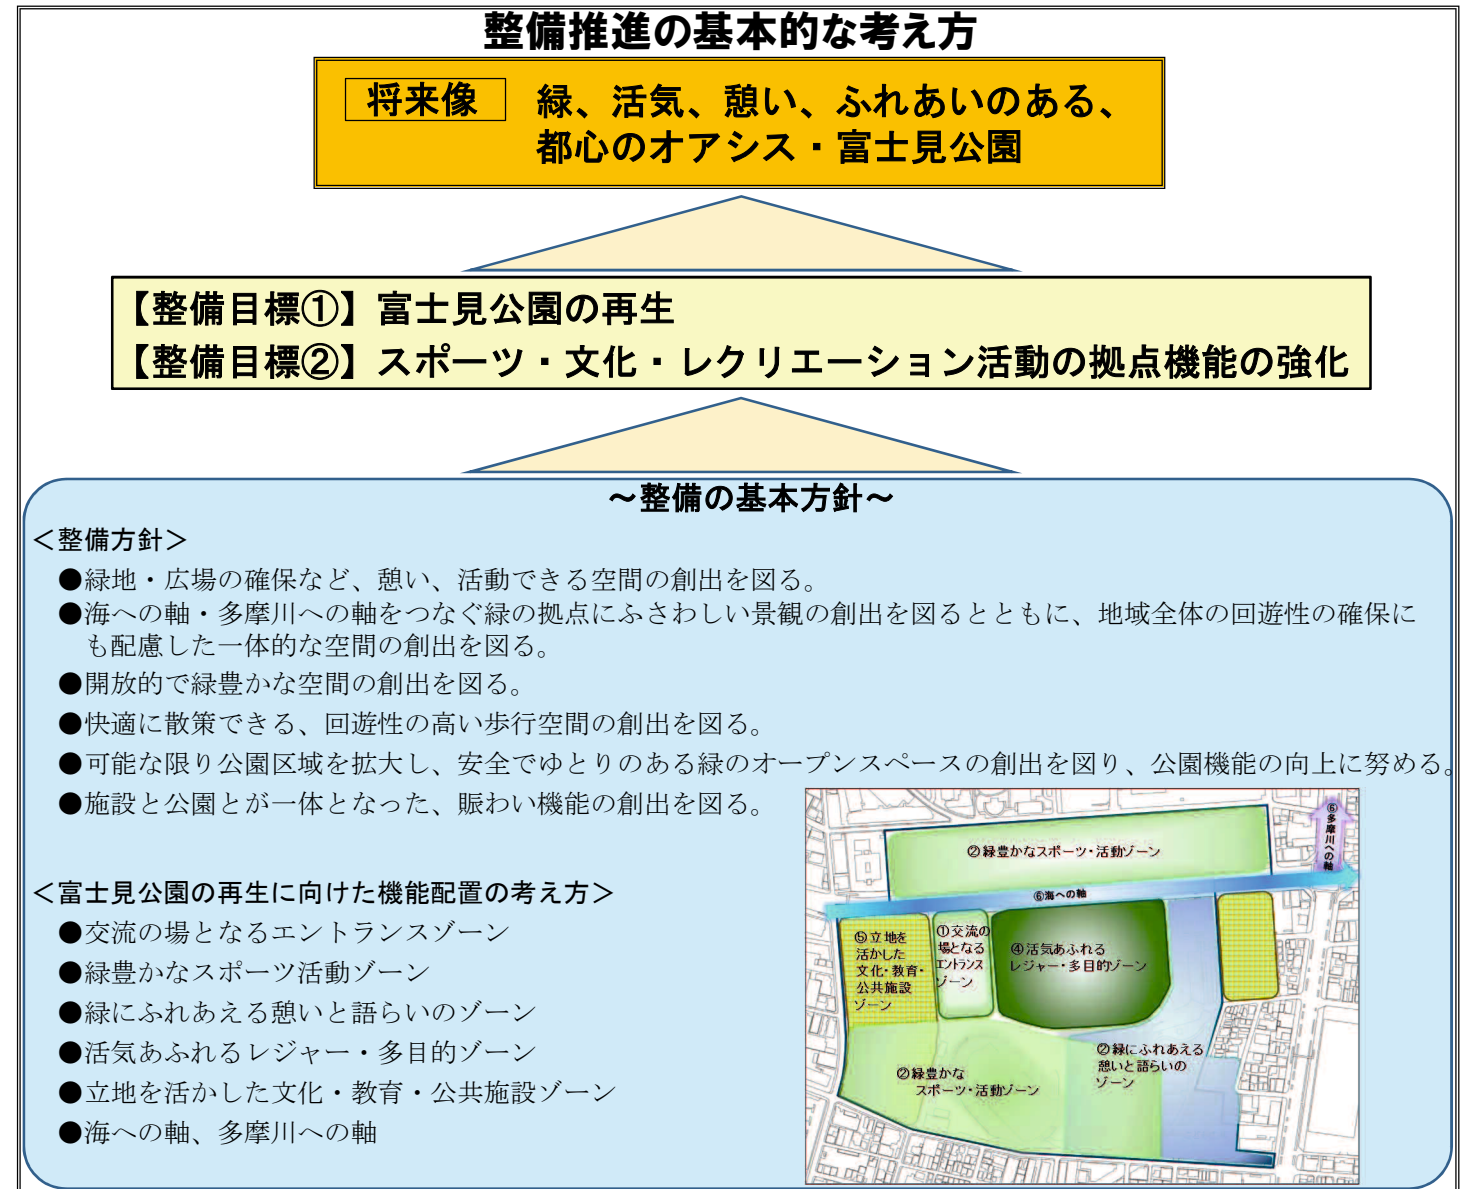 整備推進の基本的な考え方
将来像 緑、活気、憩い、ふれあいのある、
都心のオアシス・富士見公園
【整備目標①】富士見公園の再生
【整備目標②】スポーツ・文化・レクリエーション活動の拠点機能の強化
～整備の基本方針～
＜整備方針＞
●緑地・広場の確保など、憩い、活動できる空間の創出を図る。
●海への軸・多摩川への軸をつなぐ緑の拠点にふさわしい景観の創出を図るとともに、地域全体の回遊性の確保に
も配慮した一体的な空間の創出を図る。
●開放的で緑豊かな空間の創出を図る。
●快適に散策できる、回遊性の高い歩行空間の創出を図る。
●可能な限り公園区域を拡大し、安全でゆとりのある緑のオープンスペースの創出を図り、公園機能の向上に努める。
●施設と公園とが一体となった、賑わい機能の創出を図る。
＜富士見公園の再生に向けた機能配置の考え方＞
●交流の場となるエントランスゾーン
●緑豊かなスポーツ活動ゾーン
●緑にふれあえる憩いと語らいのゾーン
●活気あふれるレジャー・多目的ゾーン
●立地を活かした文化・教育・公共施設ゾーン
●海への軸、多摩川への軸
⑥多摩川への軸
②緑豊かなスポーツ・活動ゾーン
⑥海への軸
⑤立地を
活かした
文化・教育・
公共施設
ゾーン
①交流の
場となる
エントランス
ゾーン
④活気あふれる
レジャー・多目的ゾーン
②緑豊かな
スポーツ・活動ゾーン
②緑にふれあえる
憩いと語らいの
ゾーン